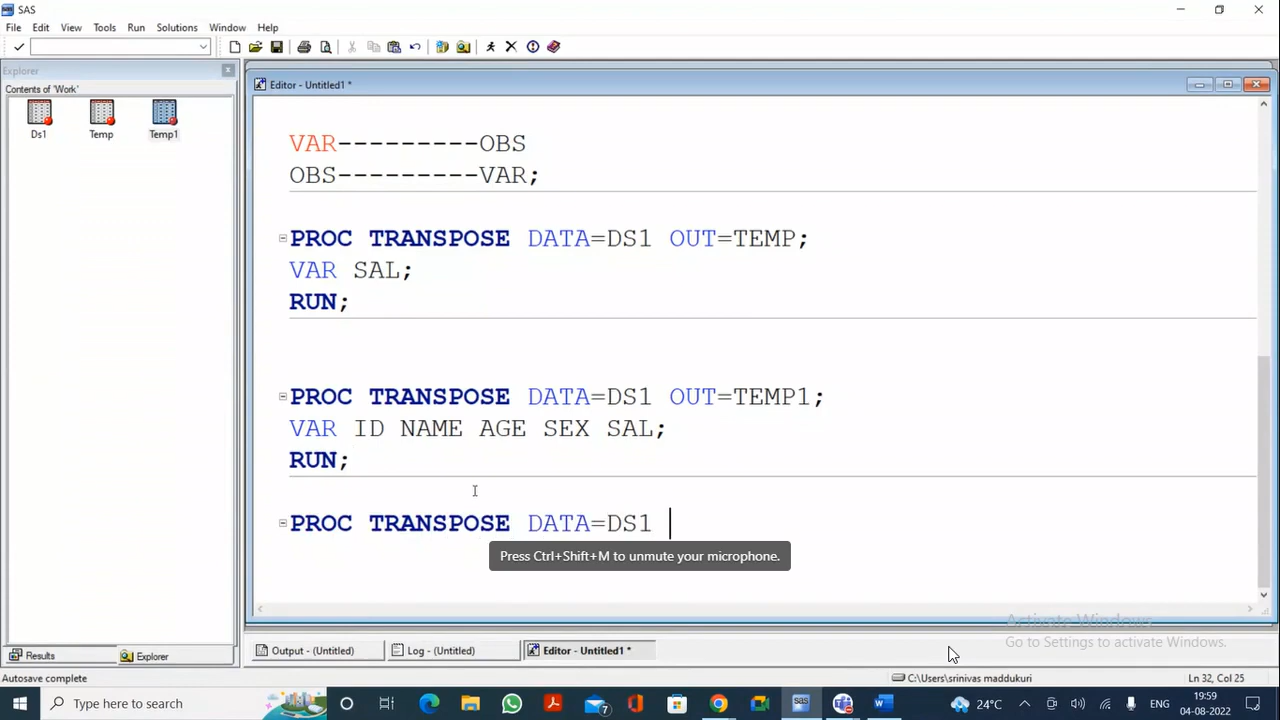 SAS
File Edit View Tools Run Solutions Window Help
Explorer
Contents of 'Work'
Ds1 Temp Temp1
Editor - Untitled1 *
VAR---------OBS
OBS---------VAR;
PROC TRANSPOSE DATA=DS1 OUT=TEMP;
VAR SAL;
RUN;
PROC TRANSPOSE DATA=DS1 OUT=TEMP1;
VAR ID NAME AGE SEX SAL;
RUN;
PROC TRANSPOSE DATA=DS1
Press Ctrl+Shift+M to unmute your microphone.
Activate Windows
Go to Settings to activate Windows.
Results Explorer
Output - (Untitled) Log - (Untitled) Editor - Untitled1 *
Autosave complete
C:\Users\srinivas maddukuri
Ln 32, Col 25
Type here to search
7
24°C
ENG
19:59
04-08-2022